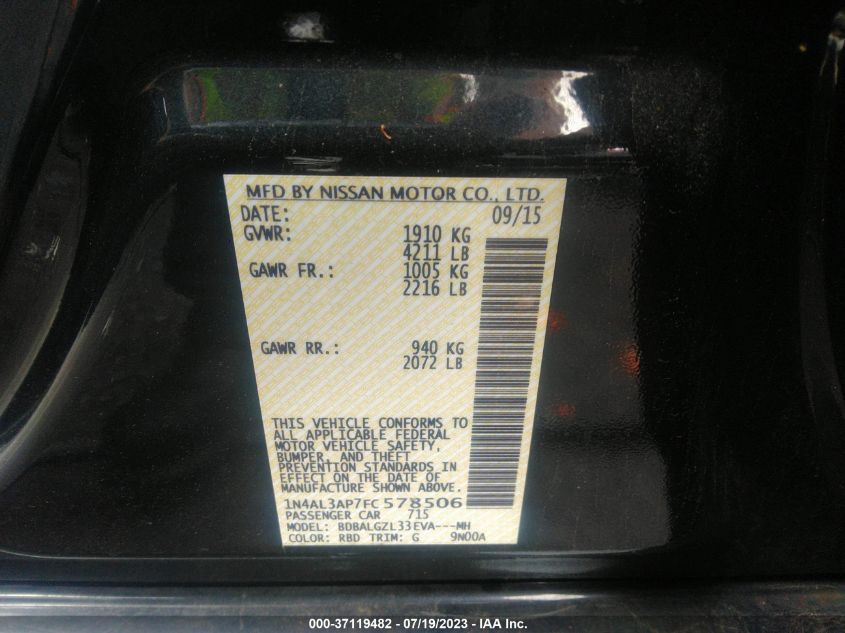 MFD BY NISSAN MOTOR CO., LTD.
DATE: 09/15
GVWR: 1910 KG
4211 LB
GAWR FR.: 1005 KG
2216 LB
GAWR RR.: 940 KG
2072 LB
THIS VEHICLE CONFORMS TO
ALL APPLICABLE FEDERAL
MOTOR VEHICLE SAFETY,
BUMPER, AND THEFT
PREVENTION STANDARDS IN
EFFECT ON THE DATE OF
MANUFACTURE SHOWN ABOVE.
1N4AL3AP7FC578506
PASSENGER CAR 715
MODEL: BDBALGZL33EVA---MH
COLOR: RBD TRIM: G 9N00A
000-37119482 - 07/19/2023 - IAA Inc.